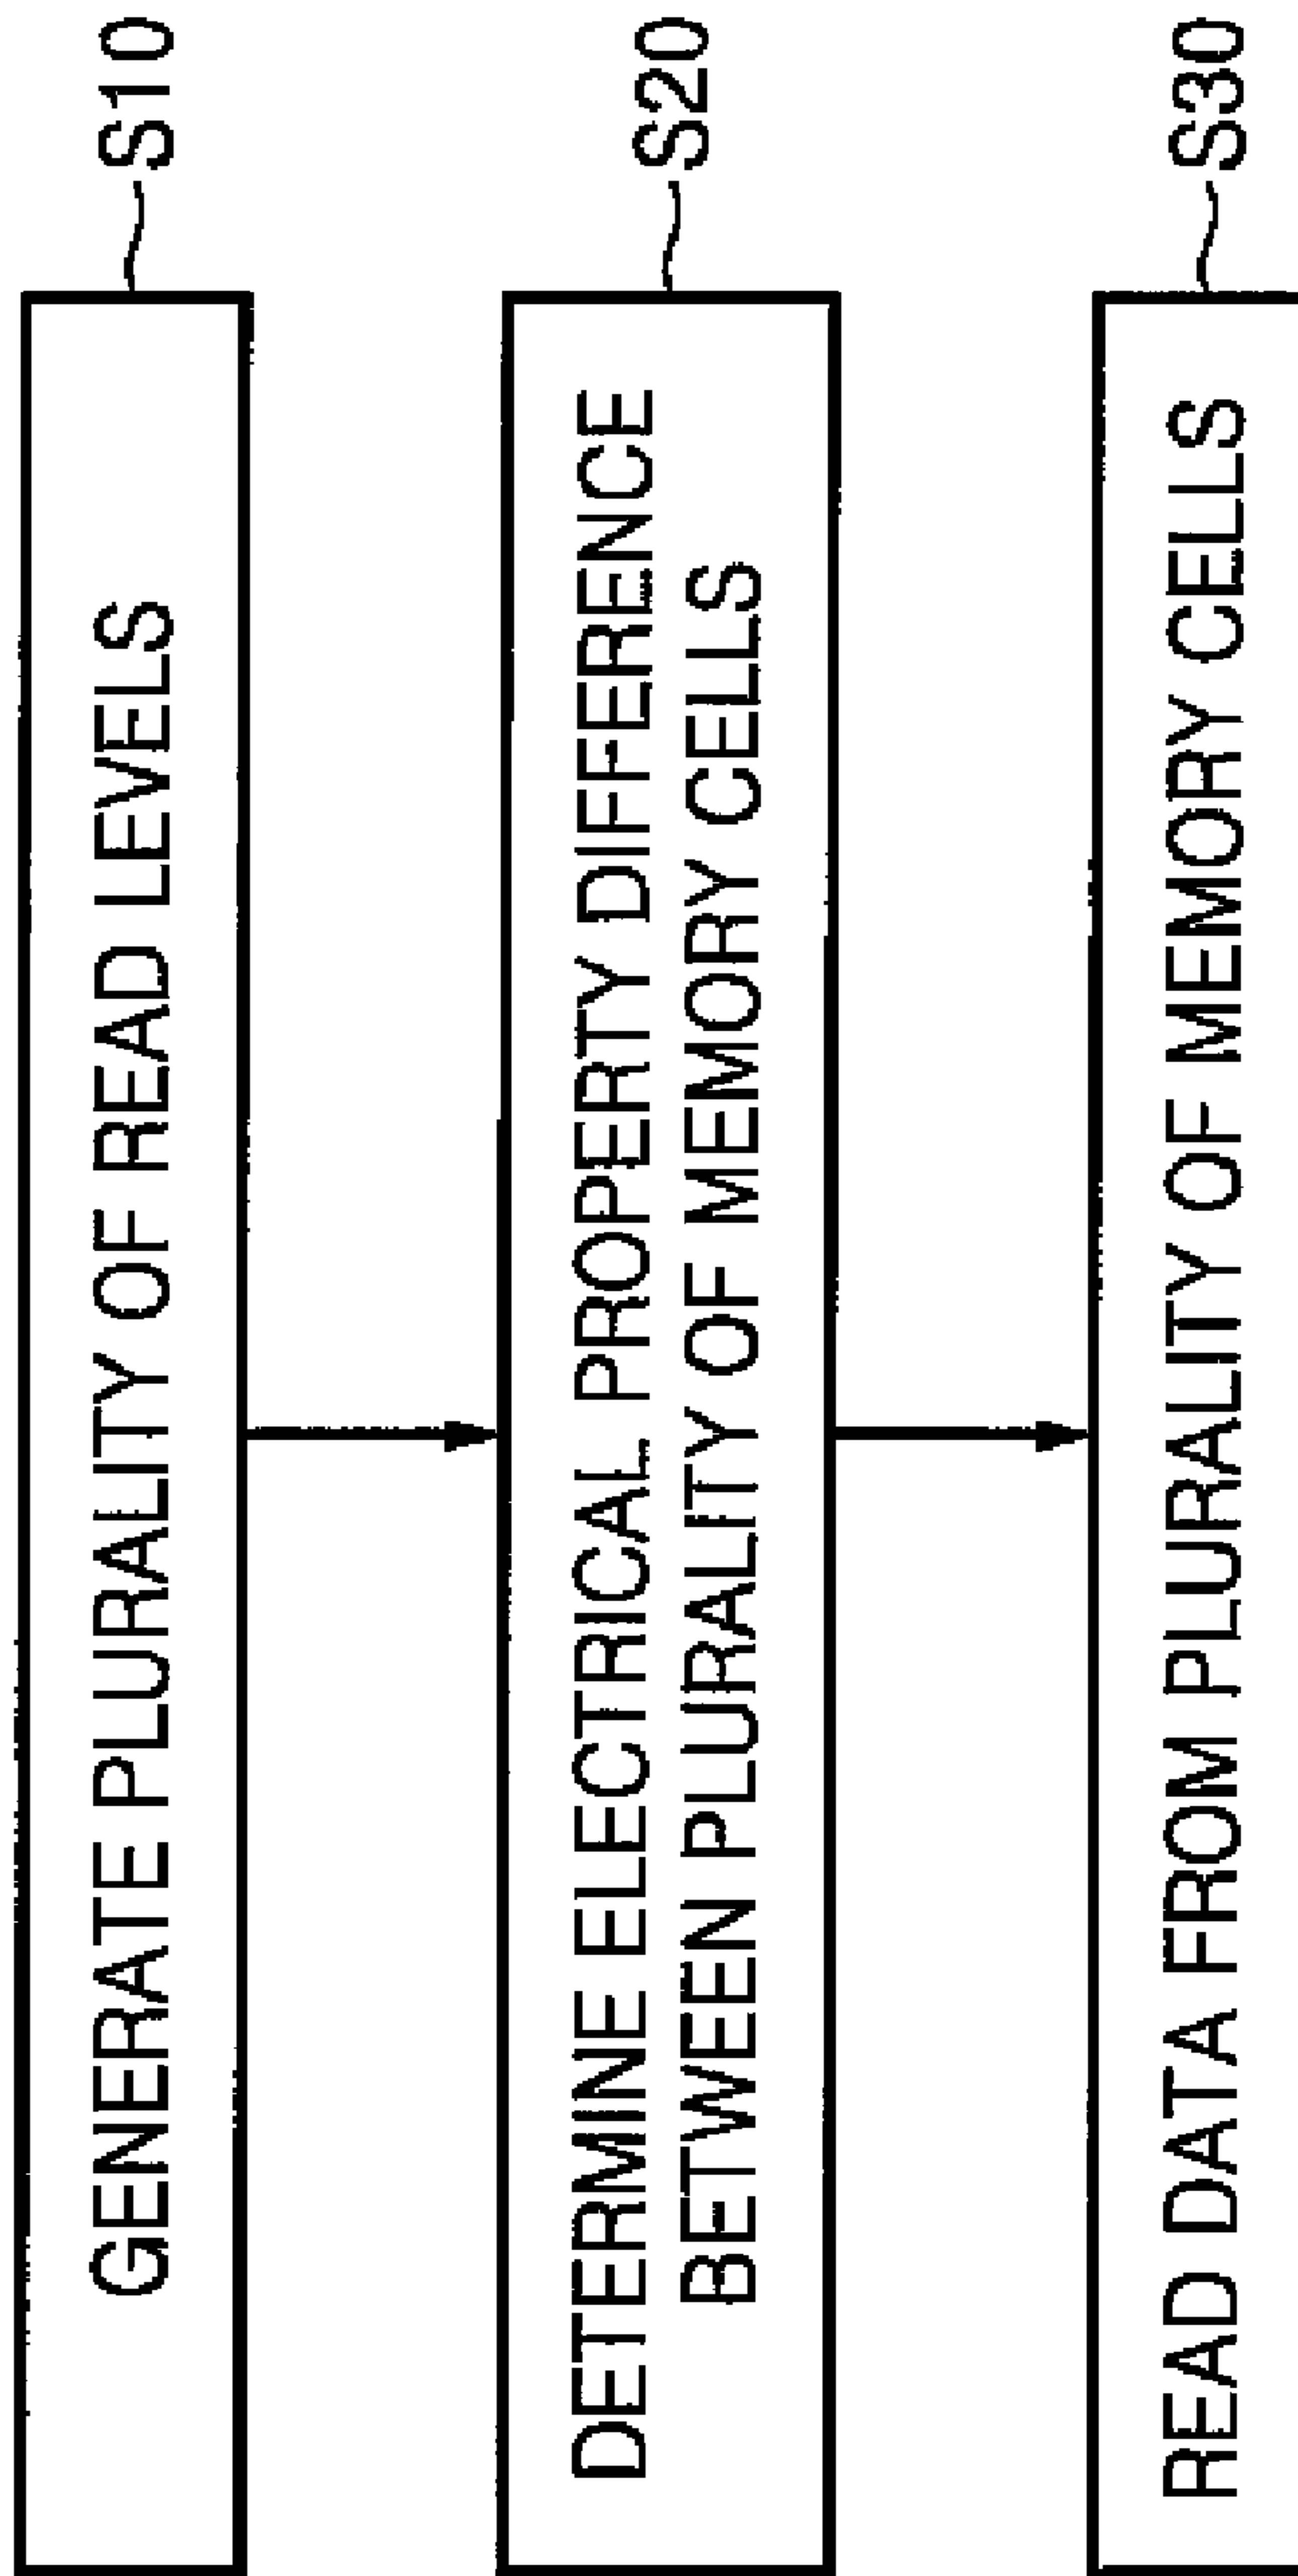 GENERATE PLURALITY OF READ LEVELS
S10
DETERMINE ELECTRICAL PROPERTY DIFFERENCE
BETWEEN PLURALITY OF MEMORY CELLS
S20
READ DATA FROM PLURALITY OF MEMORY CELLS
S30